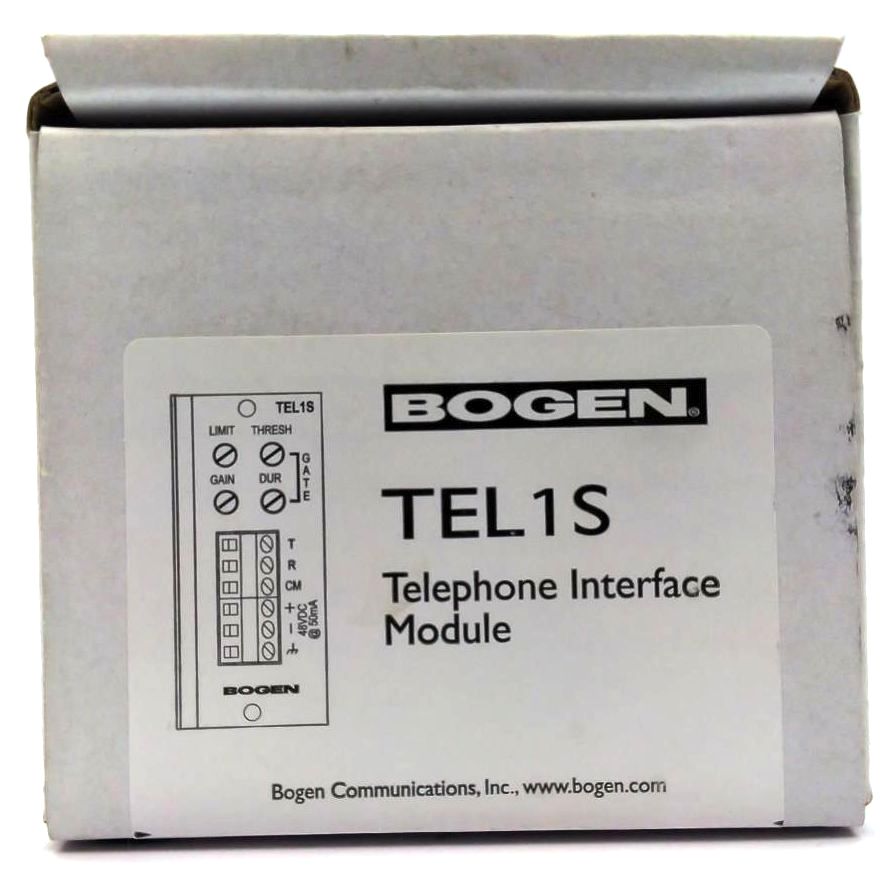 TEL1S
LIMIT THRESH
GAIN DUR
GATE
T
R
CM
+
48VDC
@ 50mA
BOGEN
BOGEN®
TEL1S
Telephone Interface
Module
Bogen Communications, Inc., www.bogen.com